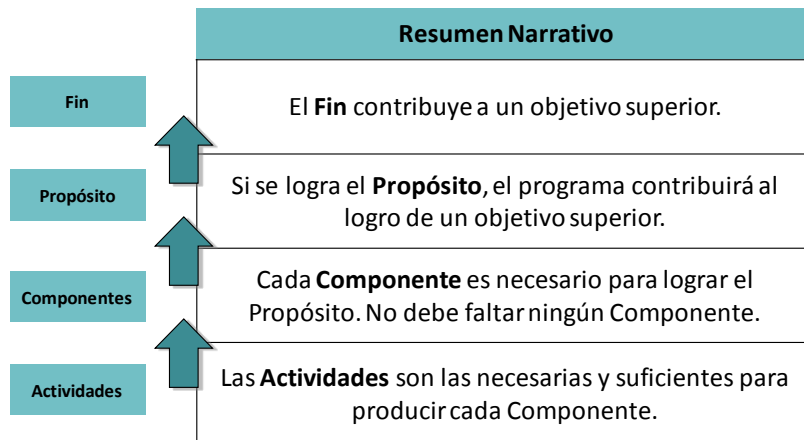 Resumen Narrativo
Fin
El Fin contribuye a un objetivo superior.
Propósito
Si se logra el Propósito, el programa contribuirá al
logro de un objetivo superior.
Componentes
Cada Componente es necesario para lograr el
Propósito. No debe faltar ningún Componente.
Actividades
Las Actividades son las necesarias y suficientes para
producir cada Componente.